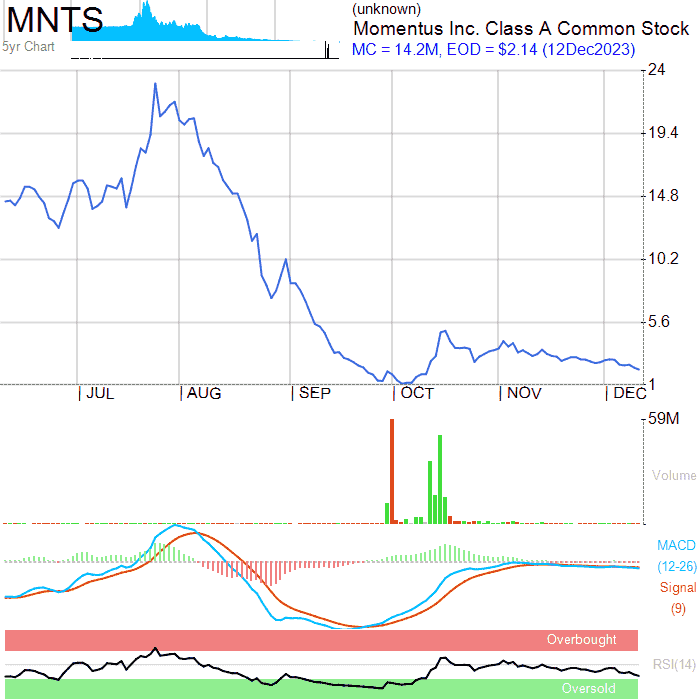 MNTS
5yr Chart
(unknown)
Momentus Inc. Class A Common Stock
MC = 14.2M, EOD = $2.14 (12Dec2023)
24
19.4
14.8
10.2
5.6
1
JUL AUG SEP OCT NOV DEC
59M
Volume
MACD
(12-26)
Signal
(9)
Overbought
RSI(14)
Oversold